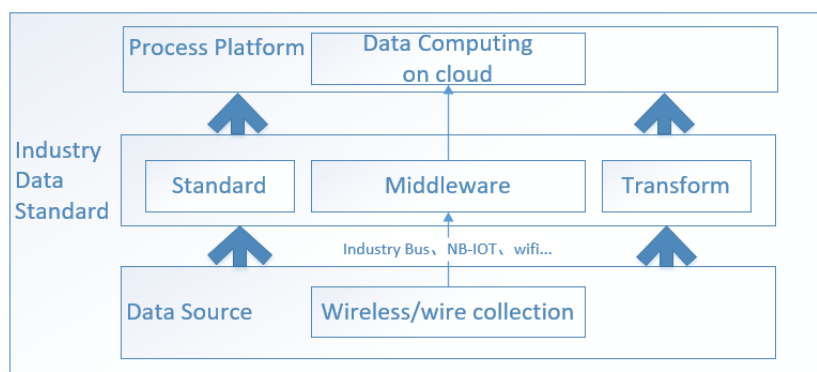 Process Platform
Data Computing
on cloud
Industry
Data
Standard
Standard
Middleware
Transform
Industry Bus、NB-IOT、wifi...
Data Source
Wireless/wire collection